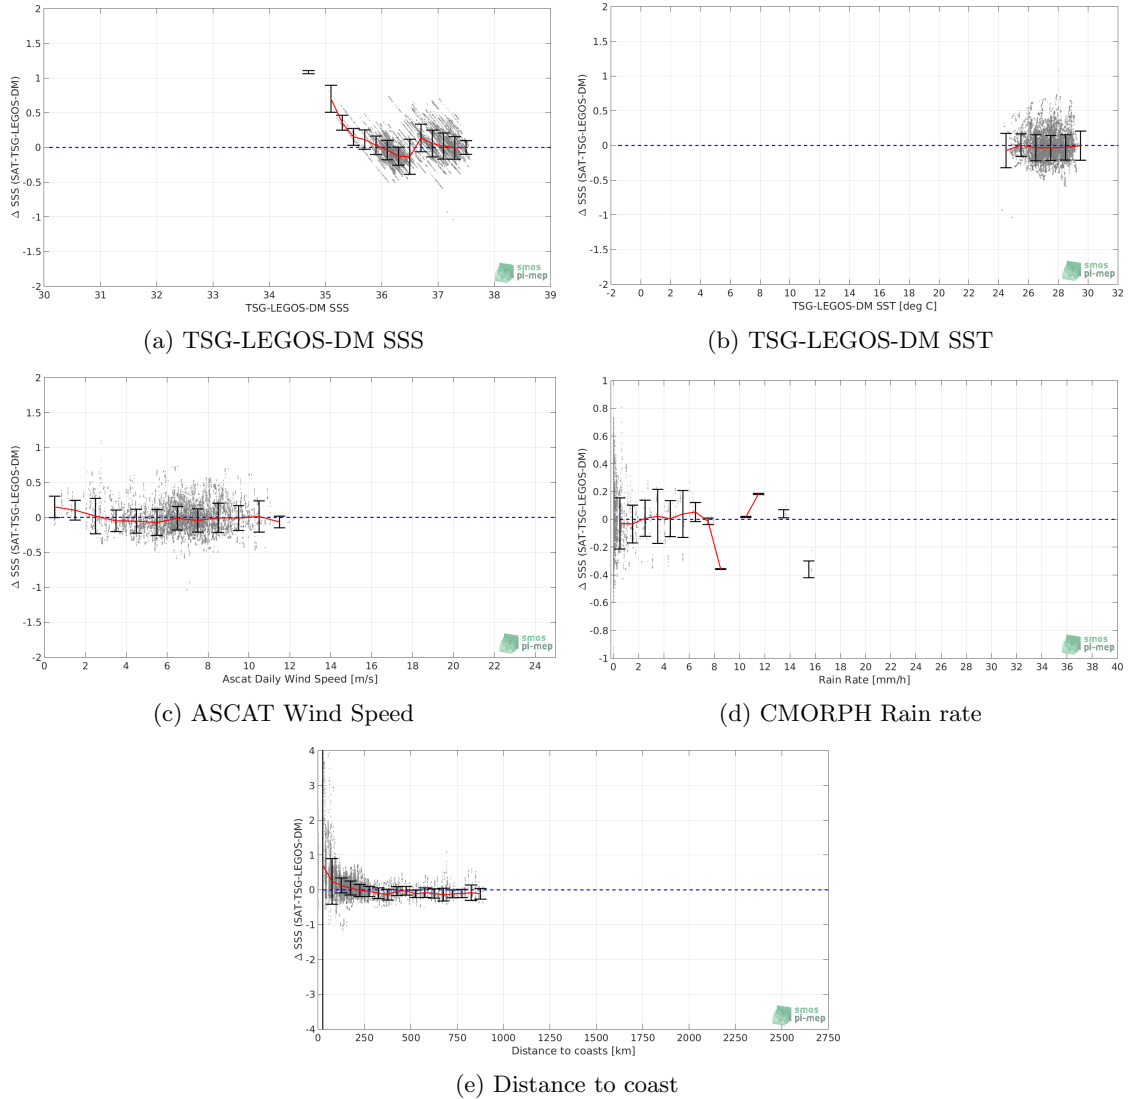 2
1.5
1
0.5
0
-0.5
-1
-1.5
-2
Δ SSS (SAT-TSG-LEGOS-DM)
30 31 32 33 34 35 36 37 38 39
TSG-LEGOS-DM SSS
smos
pi-mep
(a) TSG-LEGOS-DM SSS
2
1.5
1
0.5
0
-0.5
-1
-1.5
-2
Δ SSS (SAT-TSG-LEGOS-DM)
-2 0 2 4 6 8 10 12 14 16 18 20 22 24 26 28 30 32
TSG-LEGOS-DM SST [deg C]
smos
pi-mep
(b) TSG-LEGOS-DM SST
2
1.5
1
0.5
0
-0.5
-1
-1.5
-2
Δ SSS (SAT-TSG-LEGOS-DM)
0 2 4 6 8 10 12 14 16 18 20 22 24
Ascat Daily Wind Speed [m/s]
smos
pi-mep
(c) ASCAT Wind Speed
1
0.8
0.6
0.4
0.2
0
-0.2
-0.4
-0.6
-0.8
-1
Δ SSS (SAT-TSG-LEGOS-DM)
0 2 4 6 8 10 12 14 16 18 20 22 24 26 28 30 32 34 36 38 40
Rain Rate [mm/h]
smos
pi-mep
(d) CMORPH Rain rate
4
3
2
1
0
-1
-2
-3
-4
Δ SSS (SAT-TSG-LEGOS-DM)
0 250 500 750 1000 1250 1500 1750 2000 2250 2500 2750
Distance to coasts [km]
smos
pi-mep
(e) Distance to coast